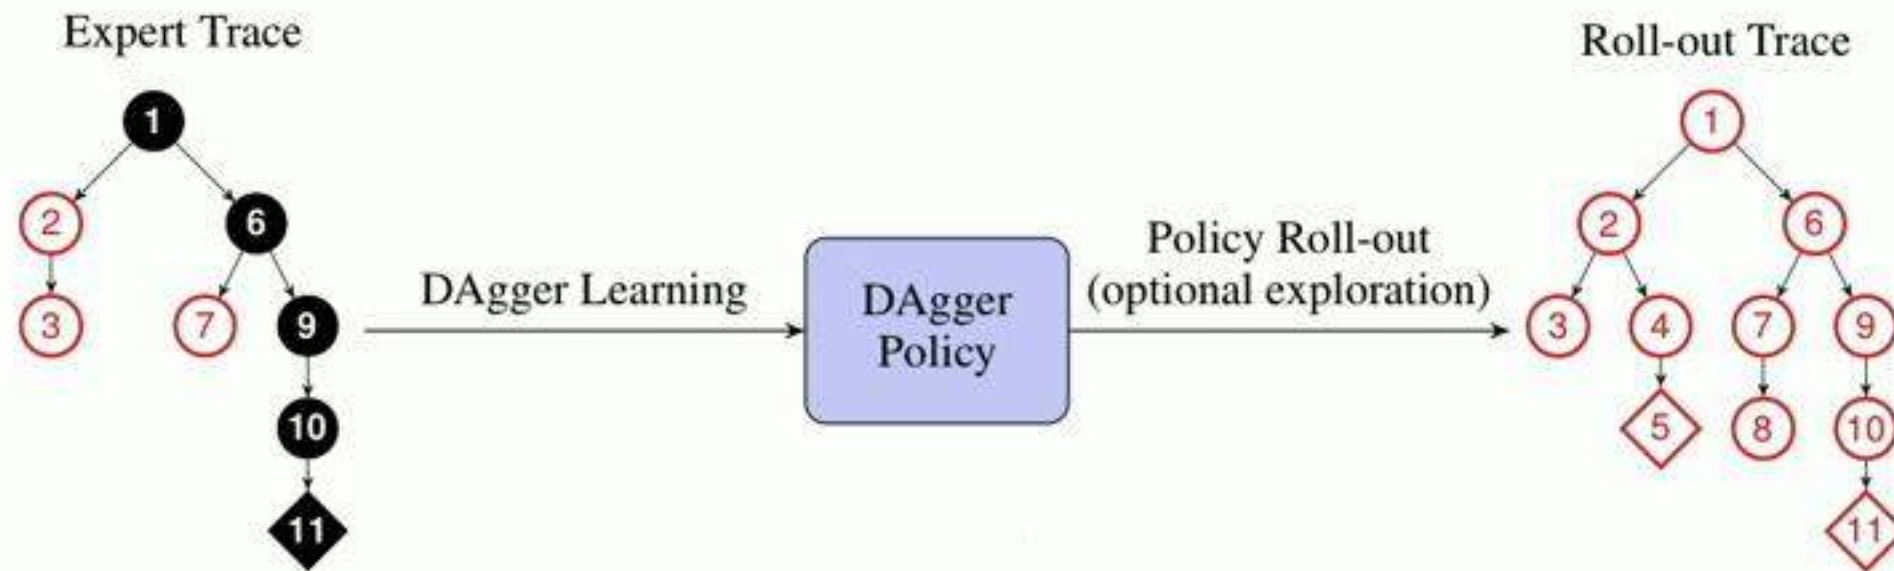 Expert Trace
1
2
6
3
7
9
10
11
DAgger Learning
DAgger
Policy
Policy Roll-out
(optional exploration)
Roll-out Trace
1
2
6
3
4
7
9
5
8
10
11